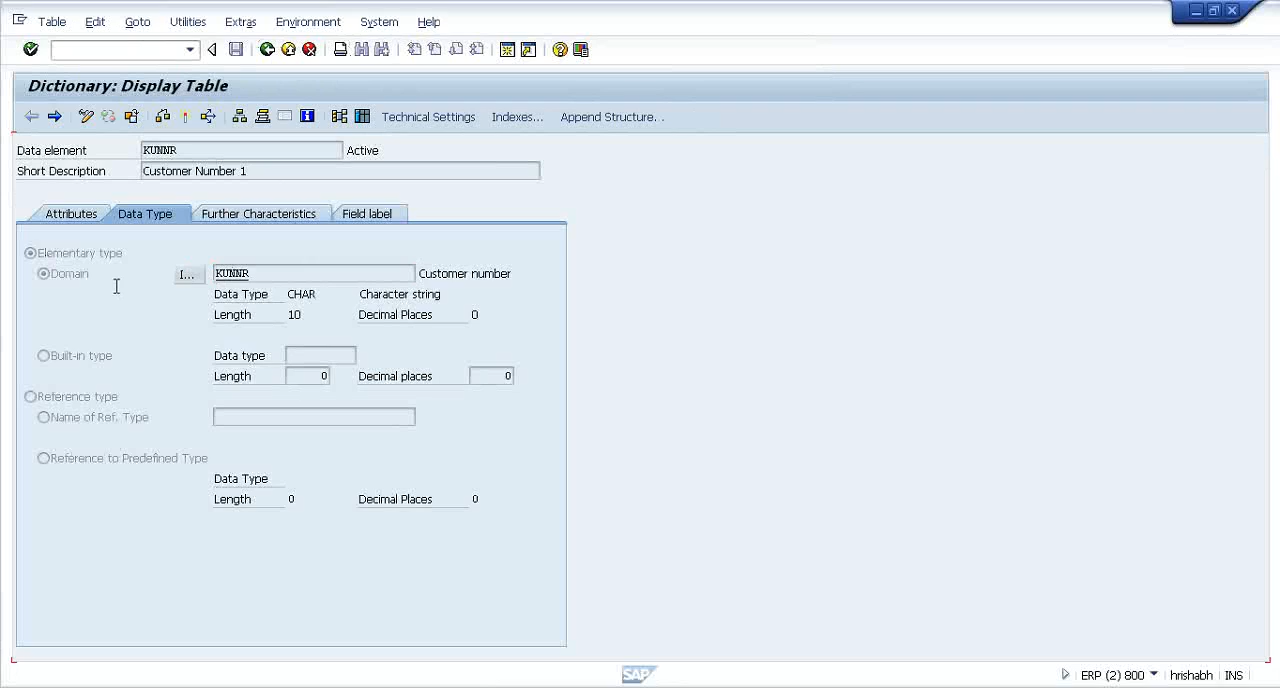 Table Edit Goto Utilities Extras Environment System Help
Dictionary: Display Table
Technical Settings Indexes... Append Structure...
Data element KUNNR Active
Short Description Customer Number 1
Attributes Data Type Further Characteristics Field label
Elementary type
Domain I... KUNNR Customer number
Data Type CHAR Character string
Length 10 Decimal Places 0
Built-in type Data type
Length 0 Decimal places 0
Reference type
Name of Ref. Type
Reference to Predefined Type
Data Type
Length 0 Decimal Places 0
SAP ERP (2) 800 hrishabh INS